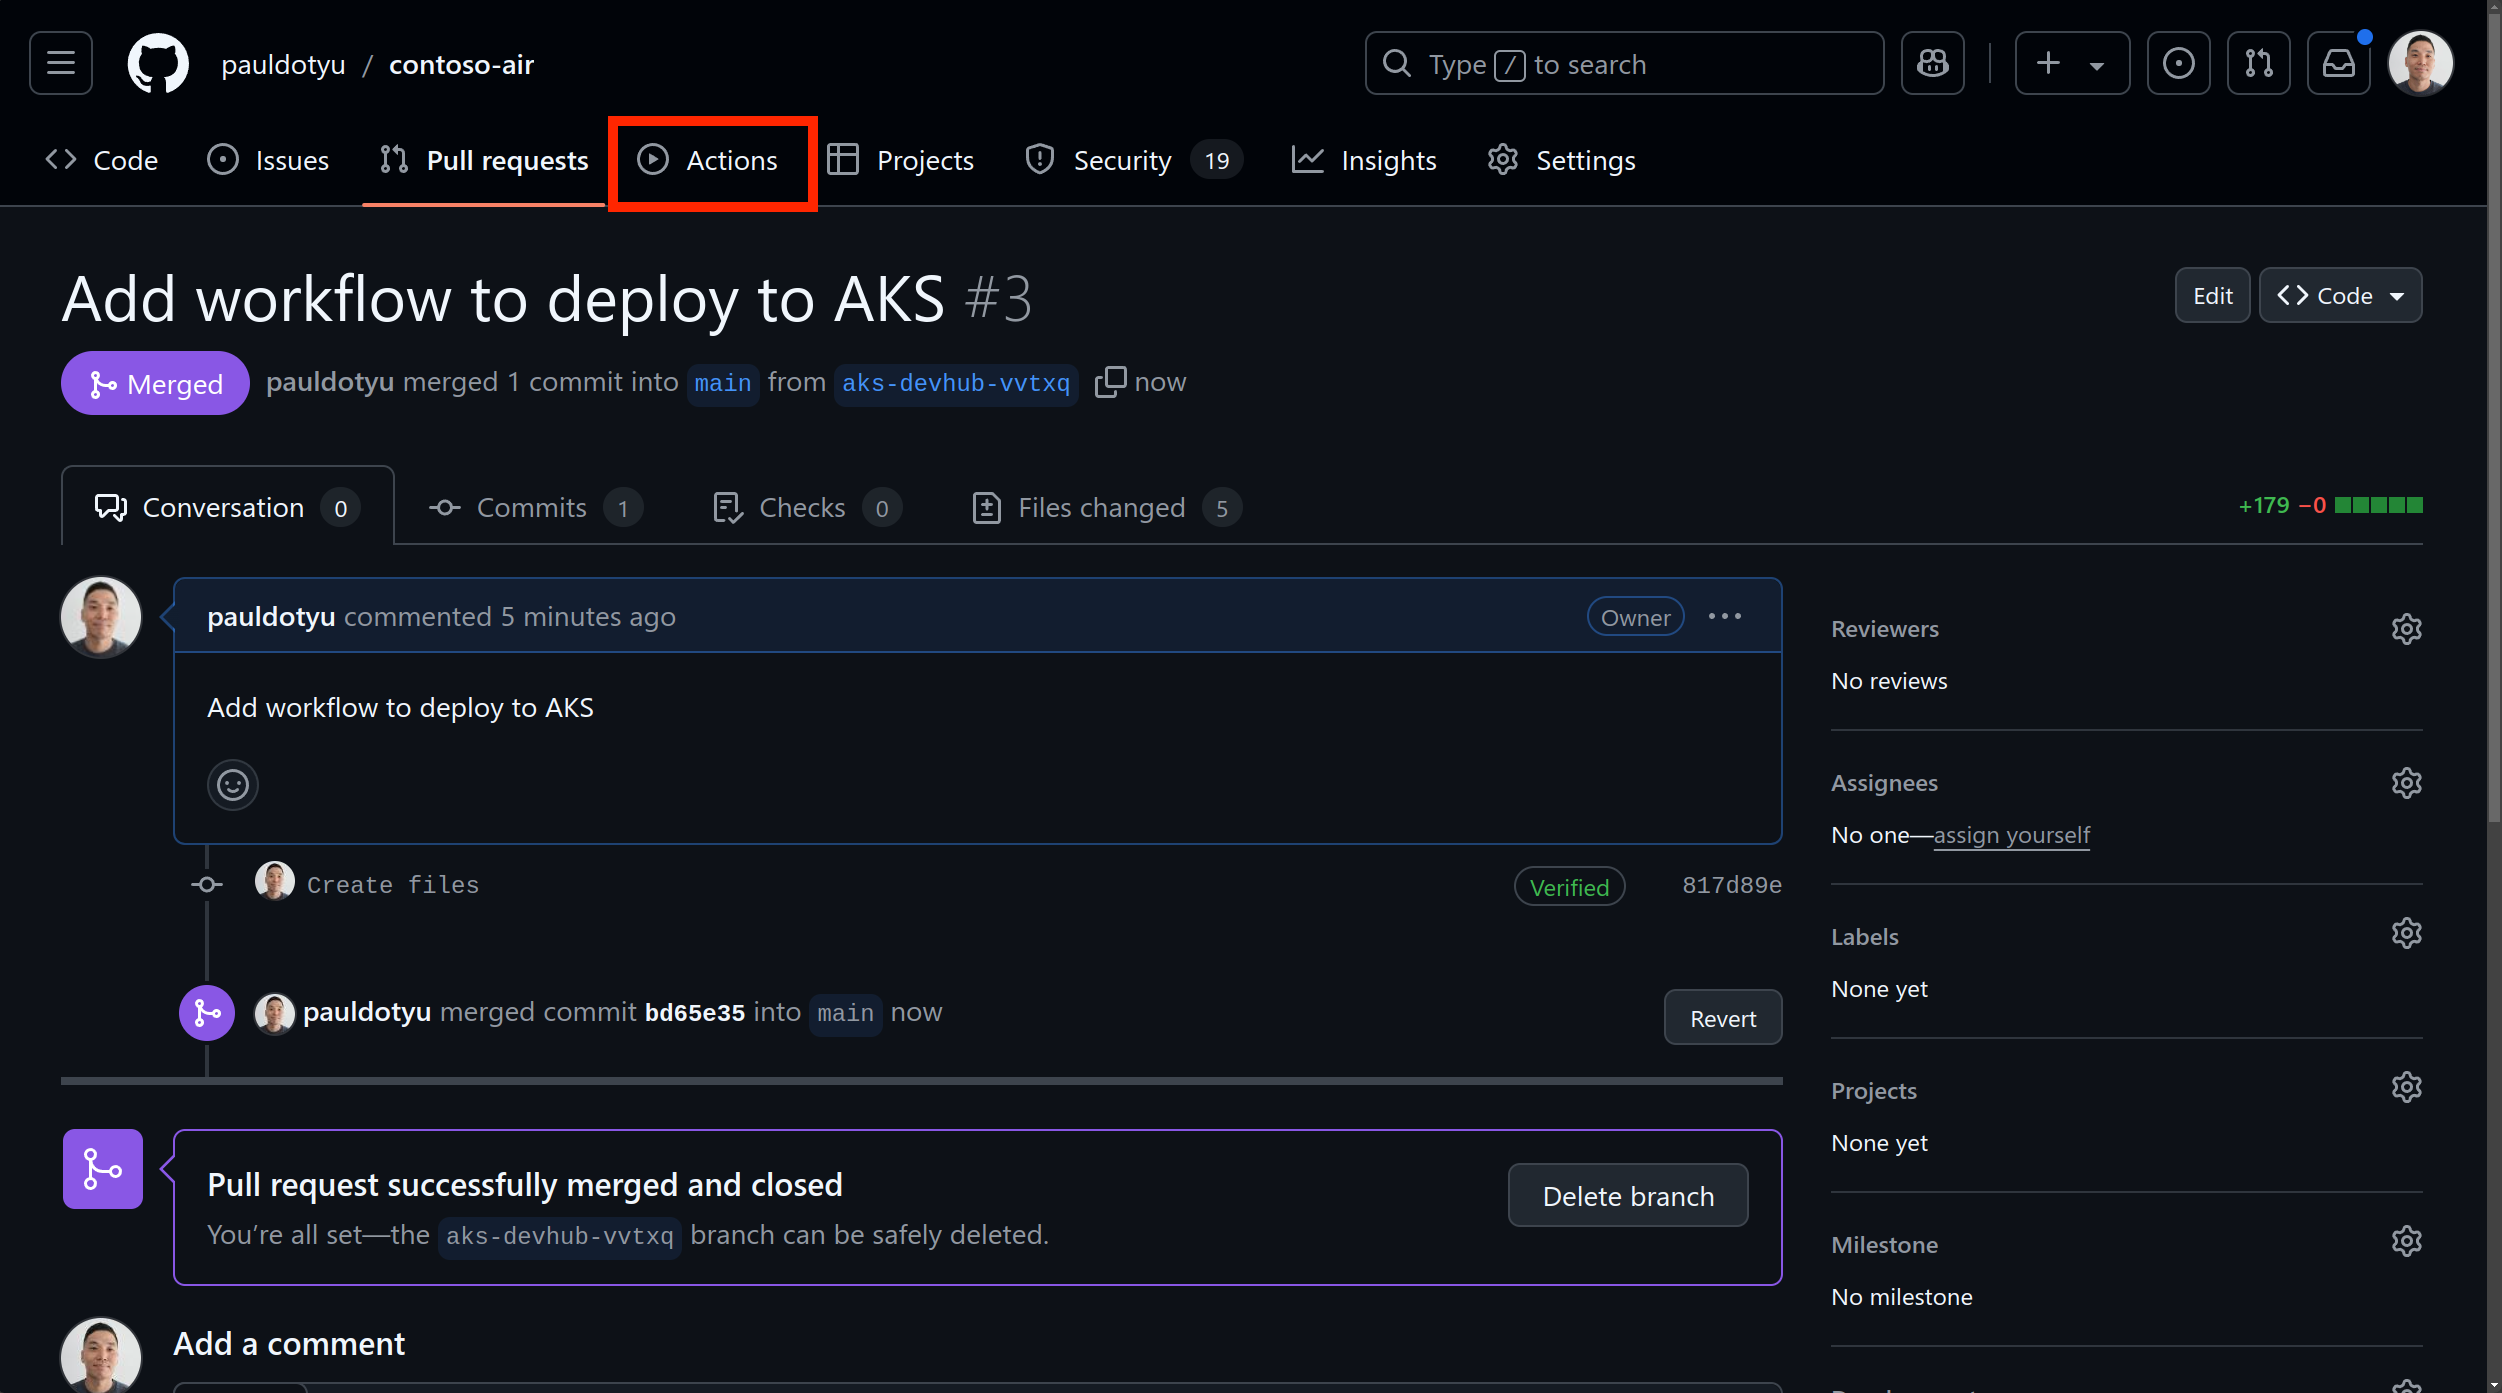 pauldotyu / contoso-air
Type / to search
Code
Issues
Pull requests
Actions
Projects
Security 19
Insights
Settings
Add workflow to deploy to AKS #3
Edit
Code
Merged
pauldotyu merged 1 commit into main from aks-devhub-vvtxq now
Conversation 0
Commits 1
Checks 0
Files changed 5
+179 −0
pauldotyu commented 5 minutes ago
Owner
Add workflow to deploy to AKS
Create files
Verified
817d89e
pauldotyu merged commit bd65e35 into main now
Revert
Pull request successfully merged and closed
You’re all set—the aks-devhub-vvtxq branch can be safely deleted.
Delete branch
Add a comment
Reviewers
No reviews
Assignees
No one—assign yourself
Labels
None yet
Projects
None yet
Milestone
No milestone